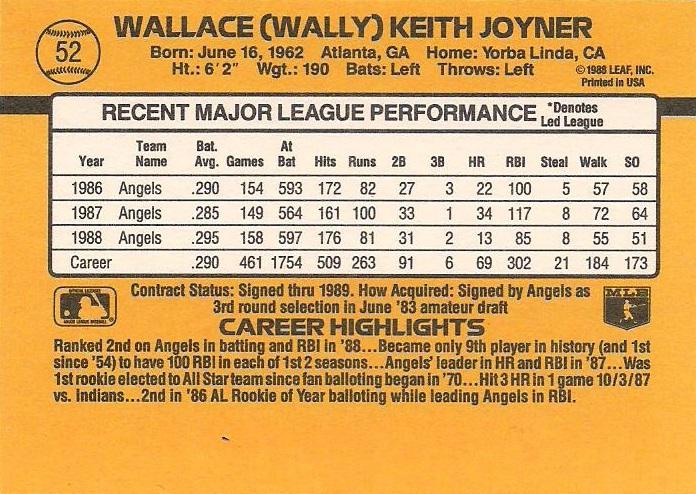 52
WALLACE (WALLY) KEITH JOYNER
Born: June 16, 1962 Atlanta, GA Home: Yorba Linda, CA
Ht.: 6'2" Wgt.: 190 Bats: Left Throws: Left
©1988 LEAF, INC.
Printed in USA
RECENT MAJOR LEAGUE PERFORMANCE *Denotes Led League
Year Team Name Bat. Avg. Games At Bat Hits Runs 2B 3B HR RBI Steal Walk SO
1986 Angels .290 154 593 172 82 27 3 22 100 5 57 58
1987 Angels .285 149 564 161 100 33 1 34 117 8 72 64
1988 Angels .295 158 597 176 81 31 2 13 85 8 55 51
Career .290 461 1754 509 263 91 6 69 302 21 184 173
Contract Status: Signed thru 1989. How Acquired: Signed by Angels as
3rd round selection in June '83 amateur draft
MLB
CAREER HIGHLIGHTS
Ranked 2nd on Angels in batting and RBI in '88...Became only 9th player in history (and 1st
since '54) to have 100 RBI in each of 1st 2 seasons...Angels' leader in HR and RBI in '87...Was
1st rookie elected to All Star team since fan balloting began in '70...Hit 3 HR in 1 game 10/3/87
vs. Indians...2nd in '86 AL Rookie of Year balloting while leading Angels in RBI.